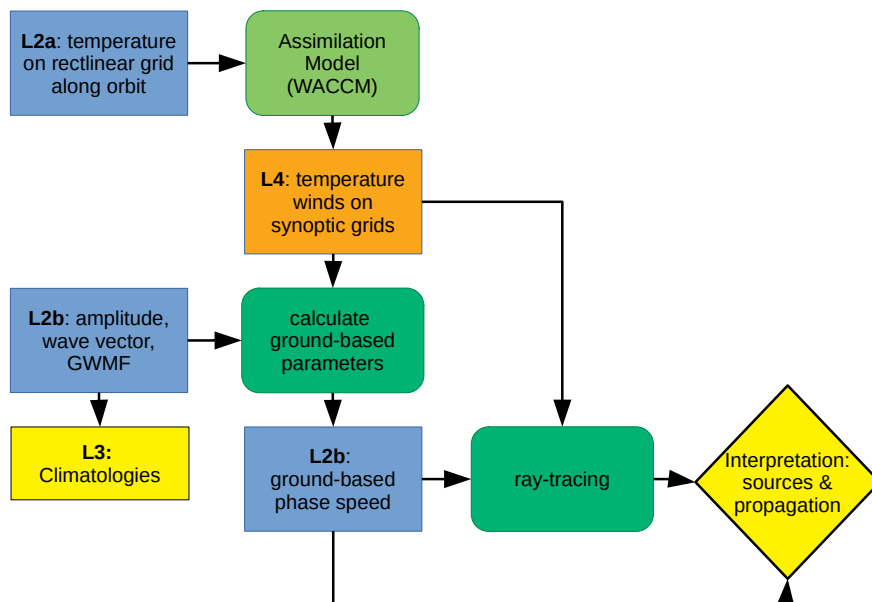 L2a: temperature
on rectlinear grid
along orbit
Assimilation
Model
(WACCM)
L4: temperature
winds on
synoptic grids
L2b: amplitude,
wave vector,
GWMF
calculate
ground-based
parameters
L3:
Climatologies
L2b:
ground-based
phase speed
ray-tracing
Interpretation:
sources &
propagation